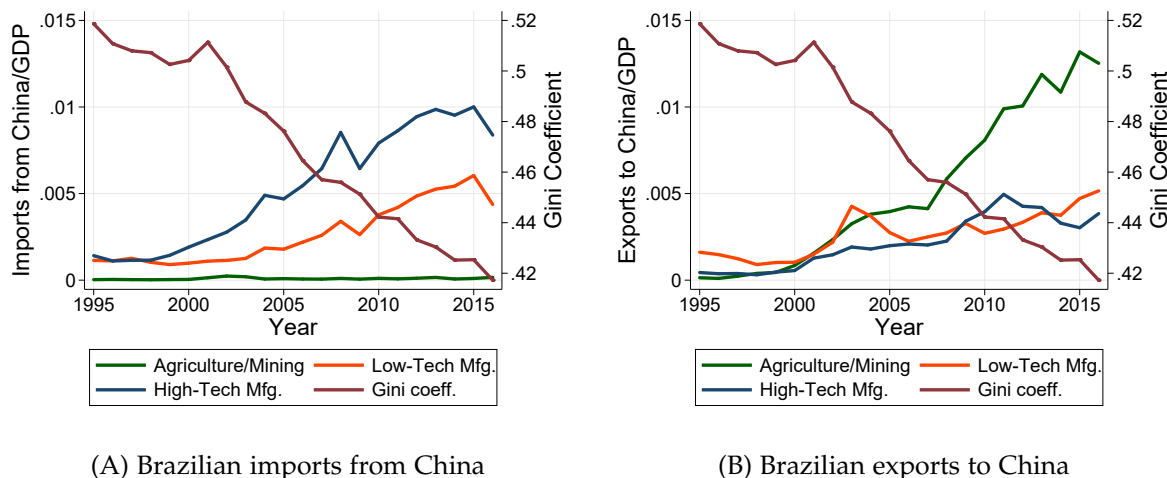 .015
.01
.005
0
Imports from China/GDP
.52
.5
.48
.46
.44
.42
Gini Coefficient
1995 2000 2005 2010 2015
Year
Agriculture/Mining Low-Tech Mfg.
High-Tech Mfg. Gini coeff.
(A) Brazilian imports from China
.015
.01
.005
0
Exports to China/GDP
.52
.5
.48
.46
.44
.42
Gini Coefficient
1995 2000 2005 2010 2015
Year
Agriculture/Mining Low-Tech Mfg.
High-Tech Mfg. Gini coeff.
(B) Brazilian exports to China